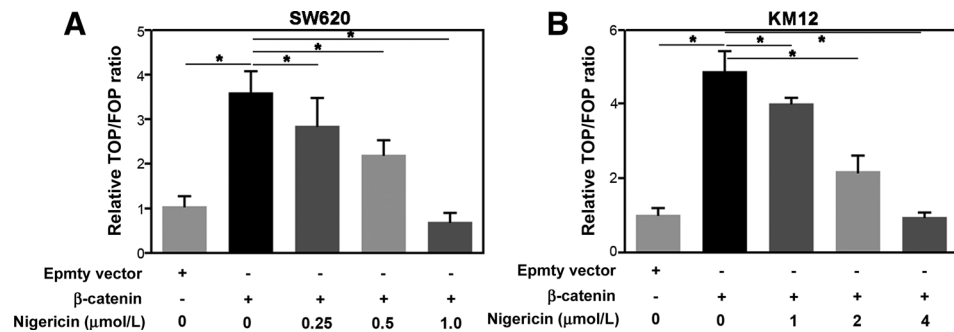 A
SW620
Relative TOP/FOP ratio
5
4
3
2
1
0
* * * *
Epmty vector + - - - -
β-catenin - + + + +
Nigericin (μmol/L) 0 0 0.25 0.5 1.0
B
KM12
Relative TOP/FOP ratio
6
4
2
0
* * * *
Epmty vector + - - - -
β-catenin - + + + +
Nigericin (μmol/L) 0 0 1 2 4